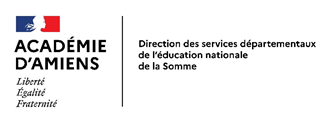 ACADÉMIE
D'AMIENS
Liberté
Égalité
Fraternité
Direction des services départementaux
de l'éducation nationale
de la Somme